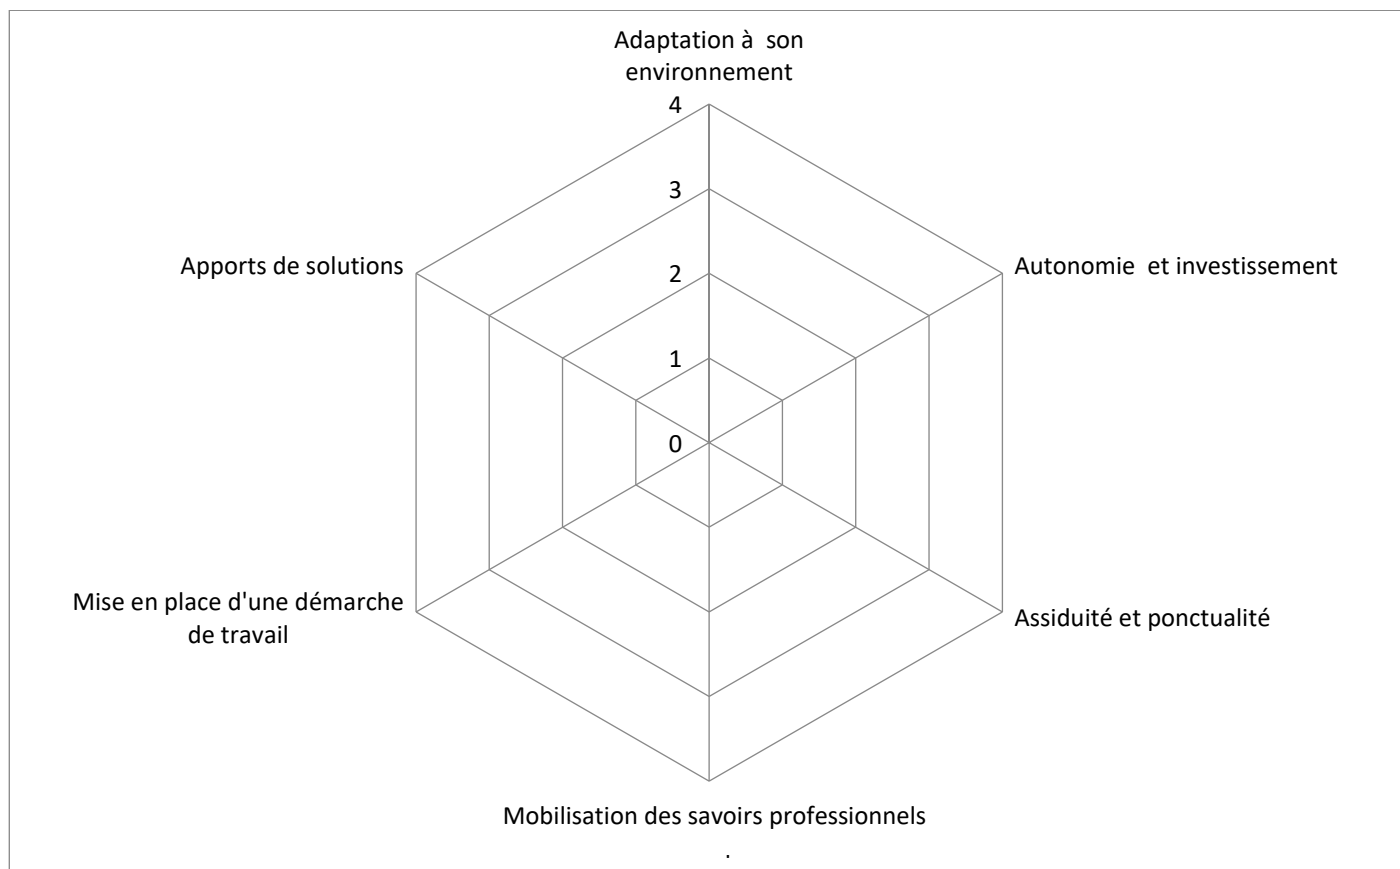 Adaptation à  son
environnement
4
3
2
1
0
Apports de solutions
Autonomie  et investissement
Mise en place d'une démarche
de travail
Assiduité et ponctualité
Mobilisation des savoirs professionnels
.